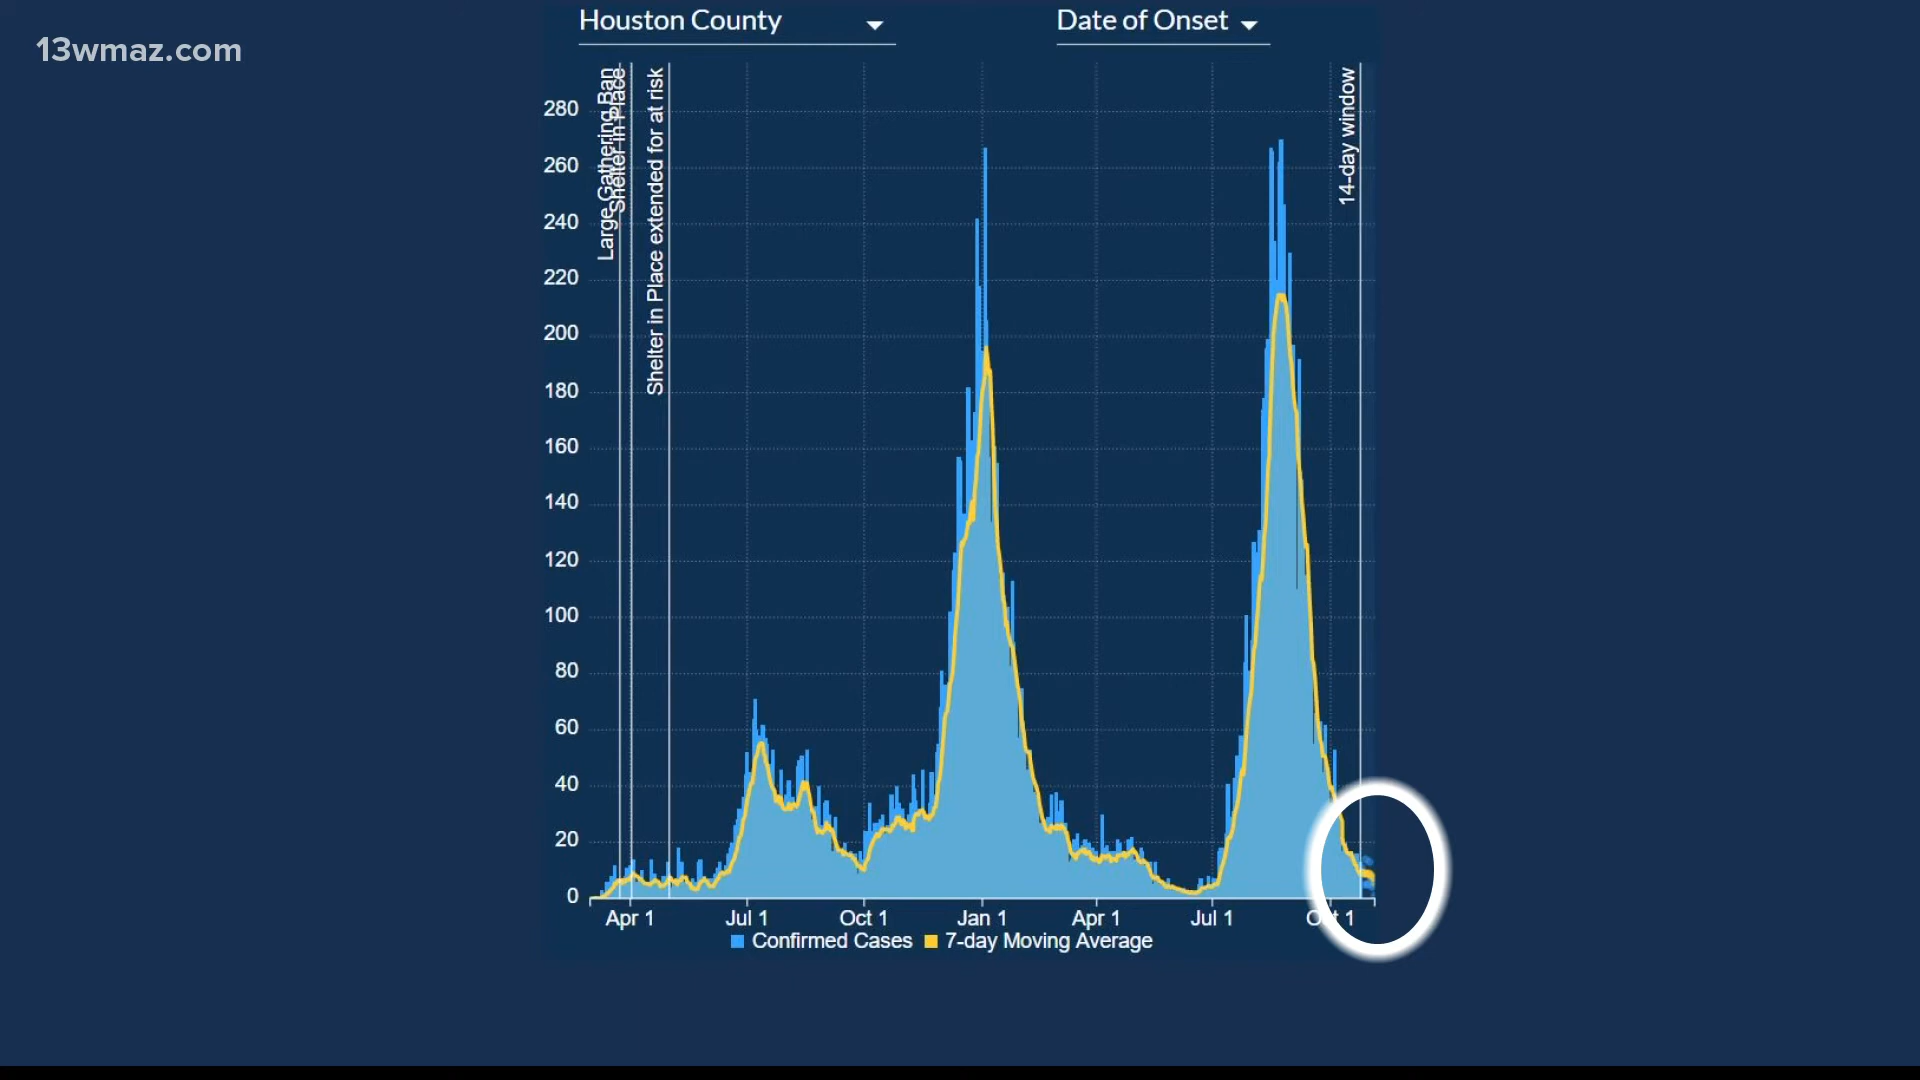 13wmaz.com
Houston County
Date of Onset
Large Gathering Ban
Shelter in Place
Shelter in Place extended for at risk
14-day window
280
260
240
220
200
180
160
140
120
100
80
60
40
20
0
Apr 1 Jul 1 Oct 1 Jan 1 Apr 1 Jul 1 Oct 1
Confirmed Cases 7-day Moving Average